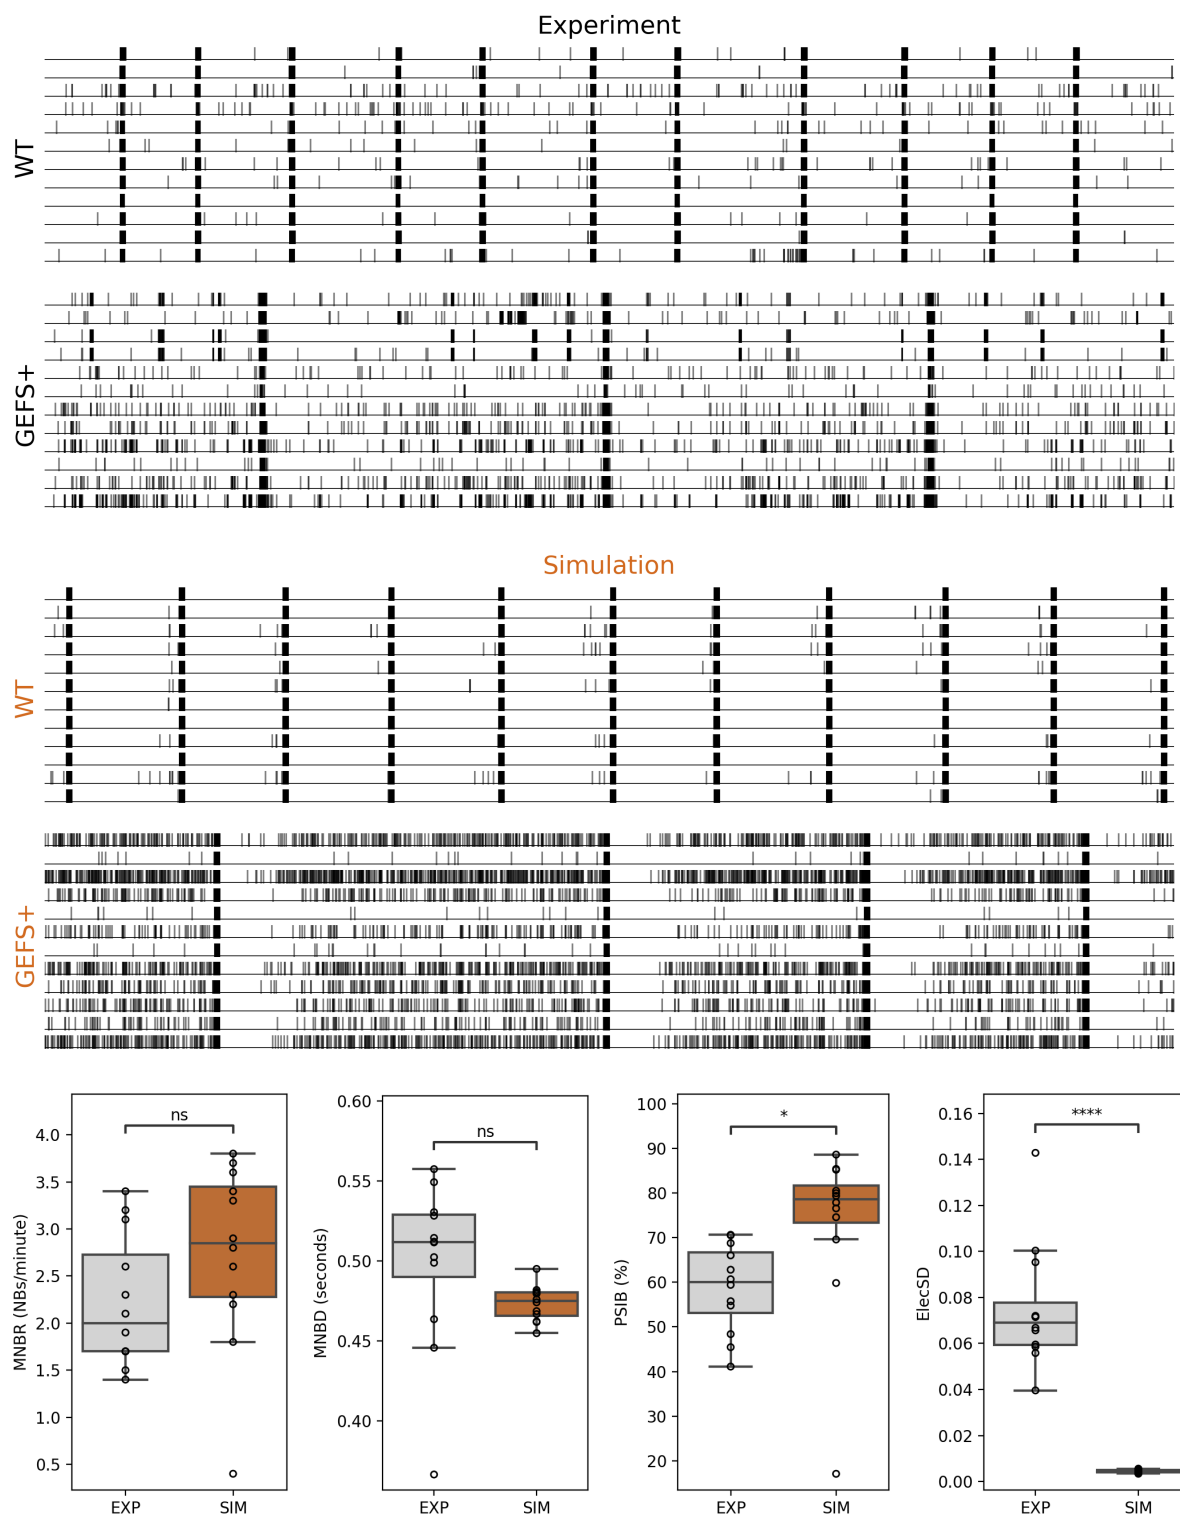 Experiment
WT
GEFS+
Simulation
WT
GEFS+
MNBR (NBs/minute)
4.0
3.5
3.0
2.5
2.0
1.5
1.0
0.5
ns
EXP SIM
MNBD (seconds)
0.60
0.55
0.50
0.45
0.40
ns
EXP SIM
PSIB (%)
100
90
80
70
60
50
40
30
20
*
EXP SIM
ElecSD
0.16
0.14
0.12
0.10
0.08
0.06
0.04
0.02
0.00
****
EXP SIM